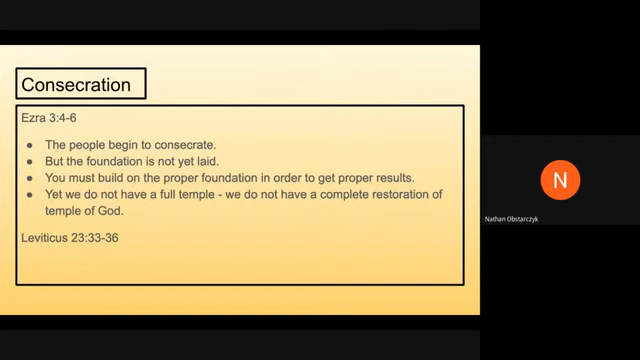 Consecration
Ezra 3:4-6
● The people begin to consecrate.
● But the foundation is not yet laid.
● You must build on the proper foundation in order to get proper results.
● Yet we do not have a full temple - we do not have a complete restoration of
temple of God.
Leviticus 23:33-36
N
Nathan Obstarczyk